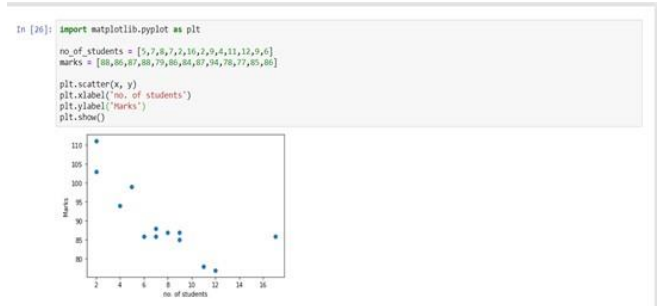 In [26]: import matplotlib.pyplot as plt
no_of_students = [5,7,8,7,2,16,2,9,4,11,12,9,6]
marks = [88,86,87,88,79,86,84,87,94,78,77,85,86]
plt.scatter(x, y)
plt.xlabel('no. of students')
plt.ylabel('Marks')
plt.show()
110
105
100
95
90
85
80
Marks
2 4 6 8 10 12 14 16
no. of students